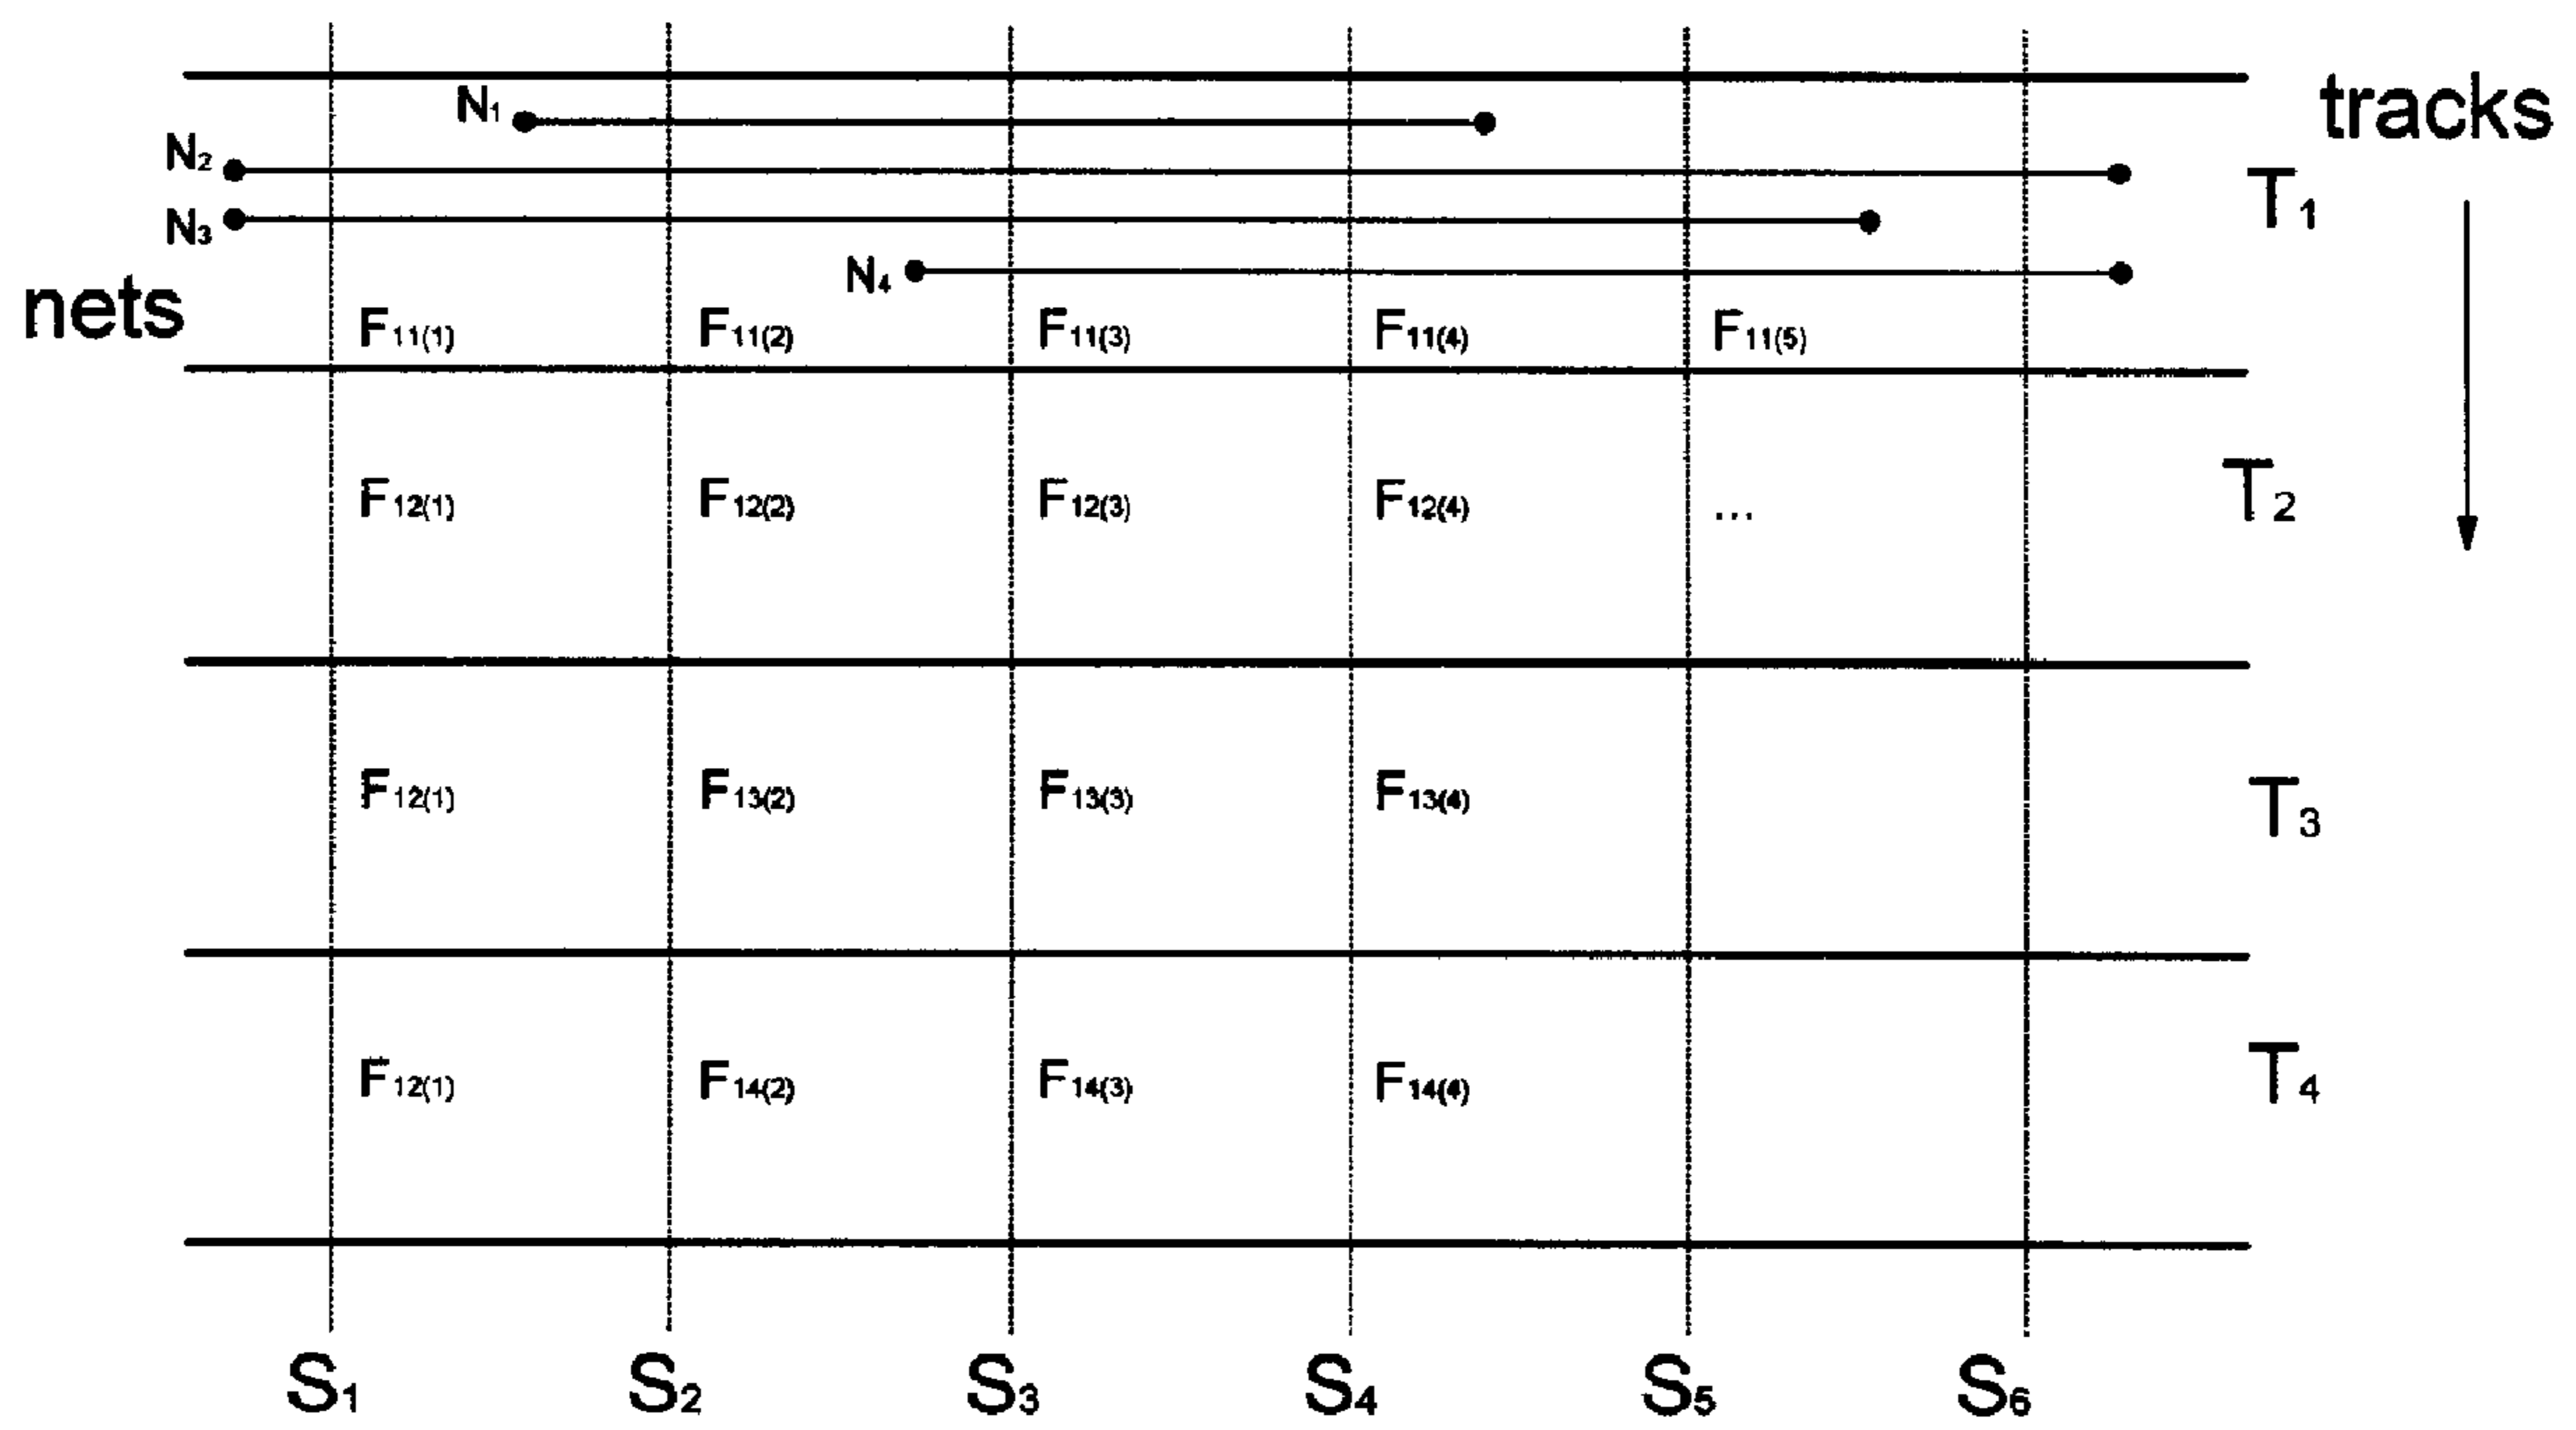 N1
tracks
N2
T1
N3
N4
nets
F11(1) F11(2) F11(3) F11(4) F11(5)
F12(1) F12(2) F12(3) F12(4) ... T2
F12(1) F13(2) F13(3) F13(4) T3
F12(1) F14(2) F14(3) F14(4) T4
S1 S2 S3 S4 S5 S6